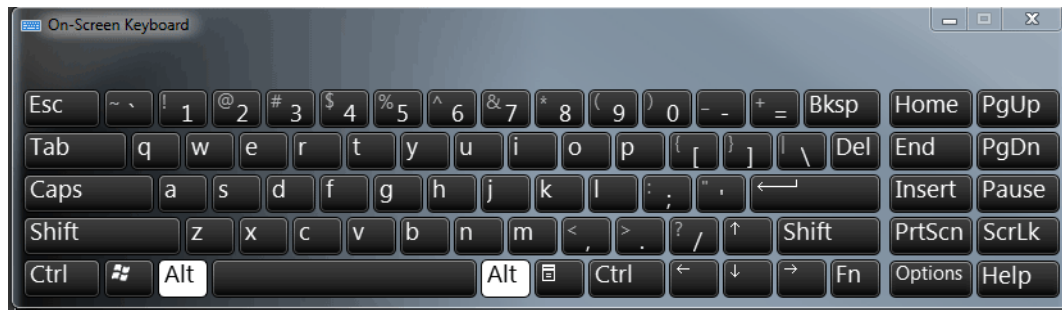 On-Screen Keyboard
Esc ~ ` ! 1 @ 2 # 3 $ 4 % 5 ^ 6 & 7 * 8 ( 9 ) 0 _ - + = Bksp Home PgUp
Tab q w e r t y u i o p { [ } ] | \ Del End PgDn
Caps a s d f g h j k l : ; " ' Insert Pause
Shift z x c v b n m < , > . ? / ↑ Shift PrtScn ScrLk
Ctrl Alt Alt Ctrl ← ↓ → Fn Options Help